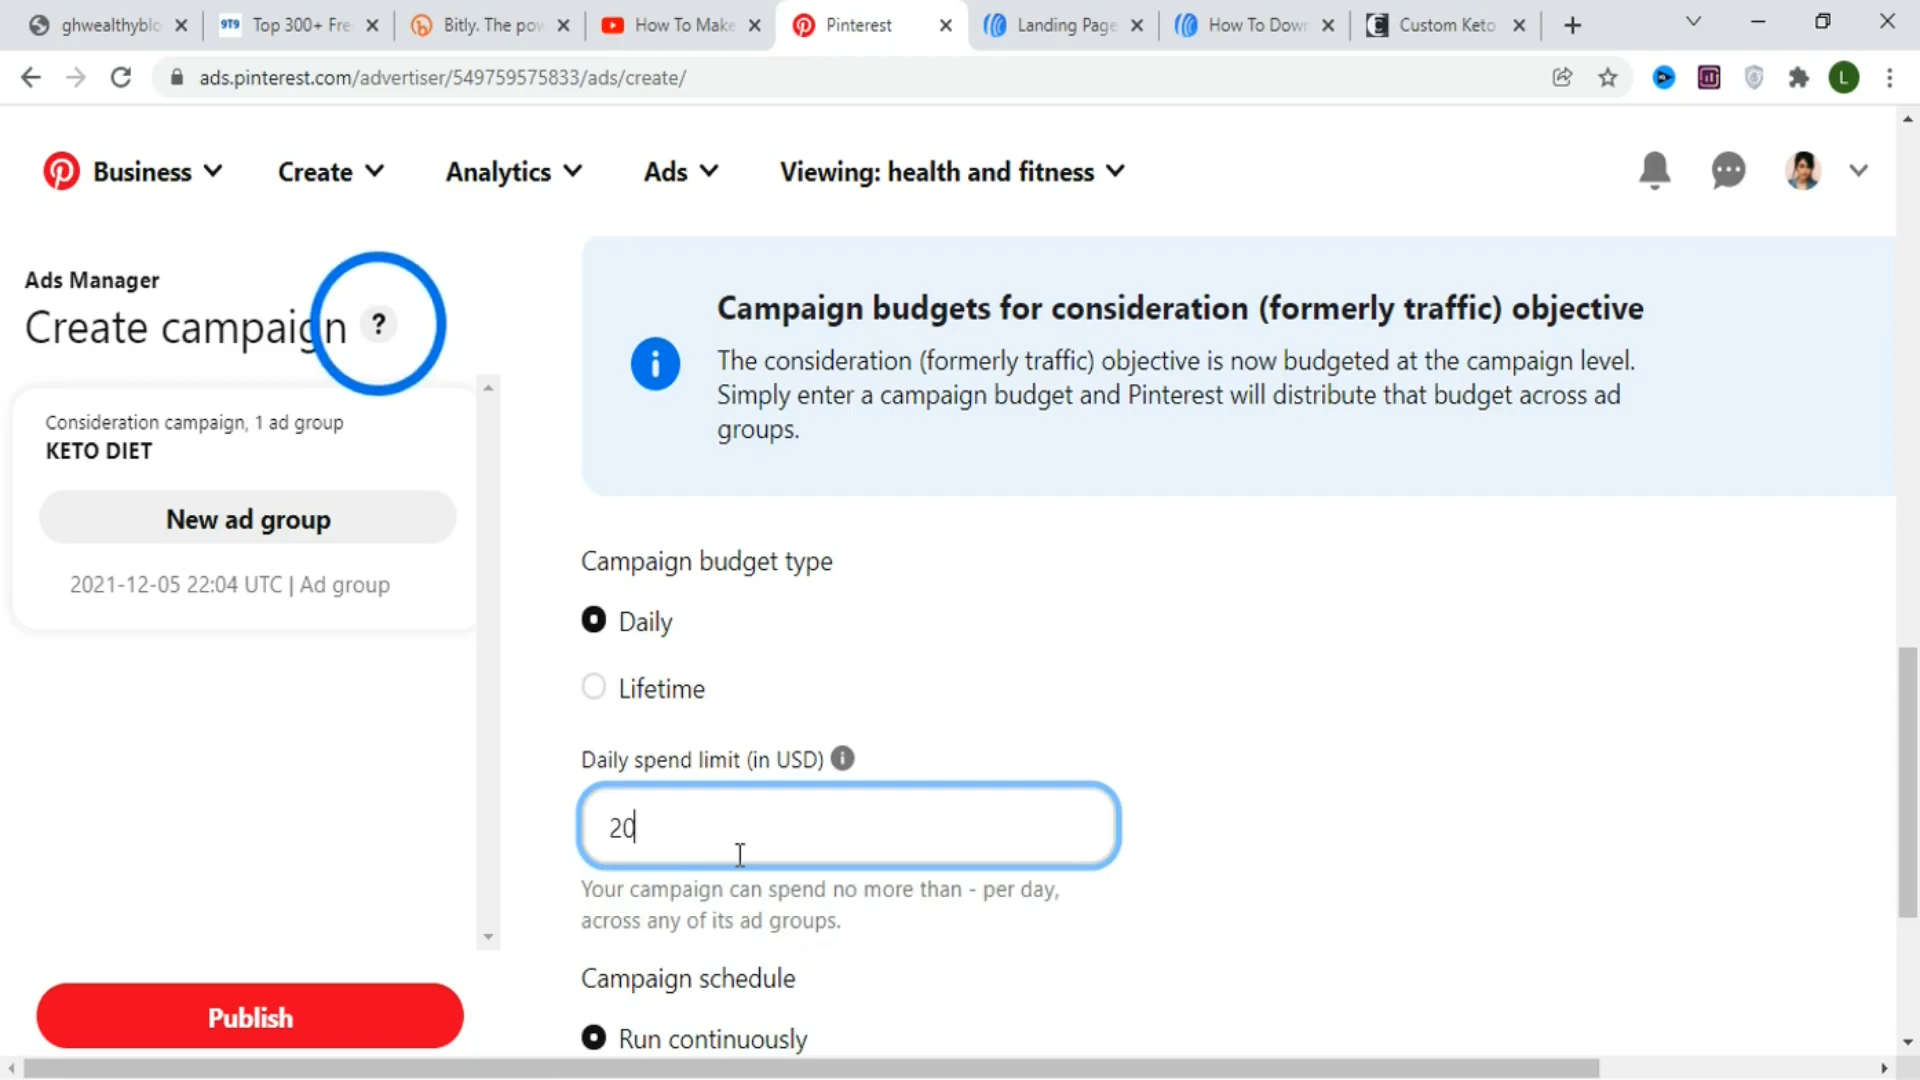 ghwealthyblo
9T9 Top 300+ Fre
Bitly. The pow
How To Make
Pinterest
Landing Page
How To Down
Custom Keto
ads.pinterest.com/advertiser/549759575833/ads/create/
L
Business
Create
Analytics
Ads
Viewing: health and fitness
Ads Manager
Create campaign ?
Consideration campaign, 1 ad group
KETO DIET
New ad group
2021-12-05 22:04 UTC | Ad group
Publish
Campaign budgets for consideration (formerly traffic) objective
The consideration (formerly traffic) objective is now budgeted at the campaign level.
Simply enter a campaign budget and Pinterest will distribute that budget across ad
groups.
Campaign budget type
Daily
Lifetime
Daily spend limit (in USD)
20
Your campaign can spend no more than - per day,
across any of its ad groups.
Campaign schedule
Run continuously